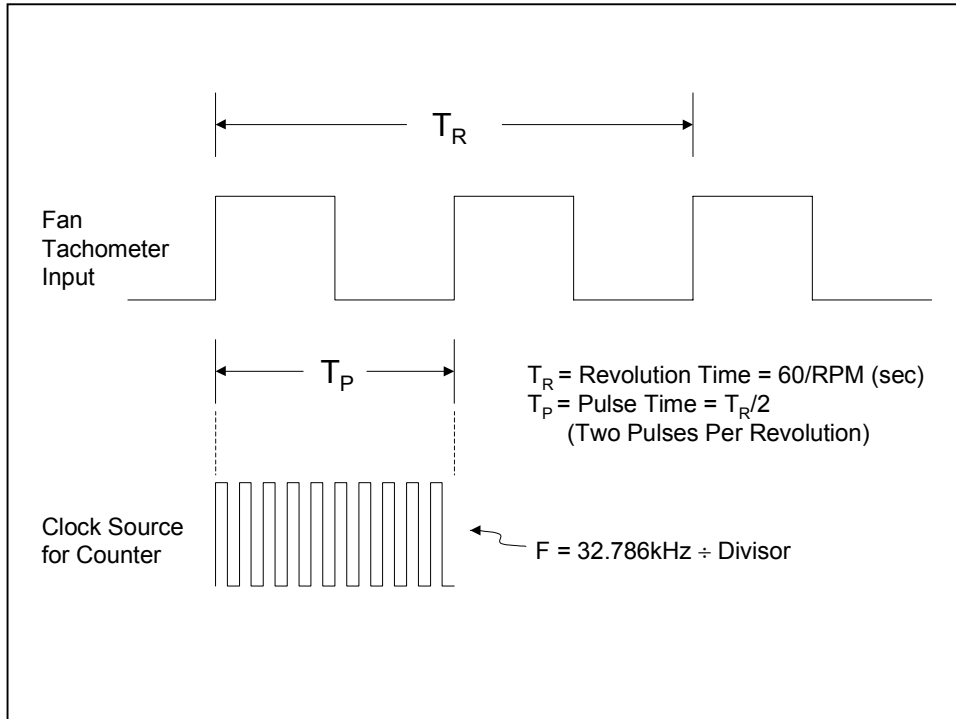 T_R
Fan
Tachometer
Input
T_P
T_R = Revolution Time = 60/RPM (sec)
T_P = Pulse Time = T_R/2
(Two Pulses Per Revolution)
Clock Source
for Counter
F = 32.786kHz ÷ Divisor